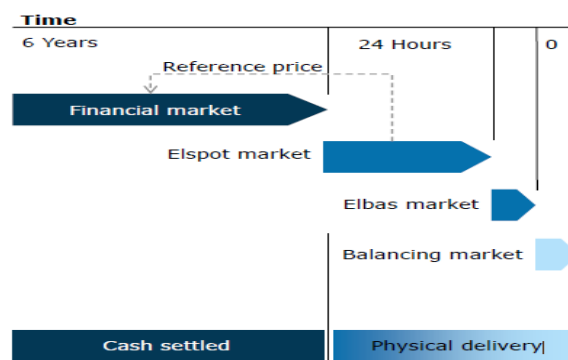 Time
6 Years
24 Hours
0
Reference price
Financial market
Elspot market
Elbas market
Balancing market
Cash settled
Physical delivery